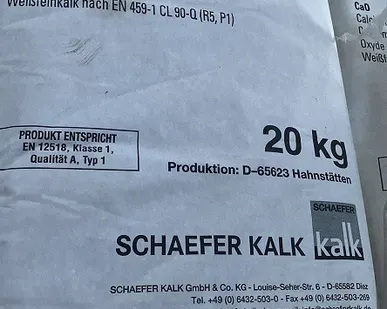 Weißfeinkalk nach EN 459-1 CL 90-Q (R5, P1)
CaO
Oxyde
PRODUKT ENTSPRICHT
EN 12518, Klasse 1,
Qualität A, Typ 1
20 kg
Produktion: D-65623 Hahnstätten
SCHAEFER
kalk
SCHAEFER KALK
SCHAEFER KALK GmbH & Co. KG - Louise-Seher-Str. 6 - D-65582 Diez
Tel. +49 (0) 6432-503-0 - Fax +49 (0) 6432-503-269